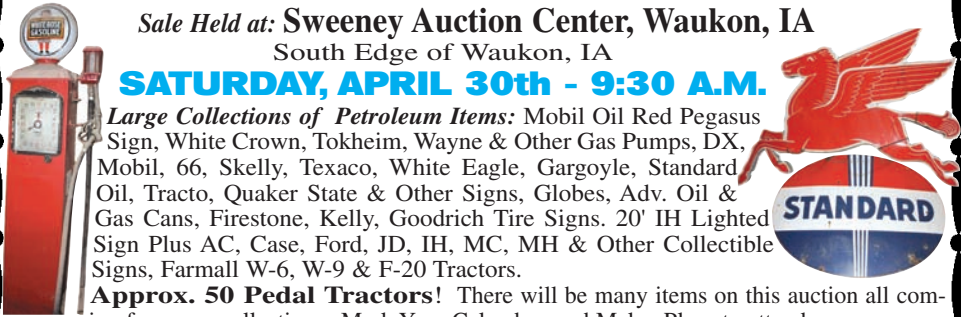 WHITE ROSE
GASOLINE
Sale Held at: Sweeney Auction Center, Waukon, IA
South Edge of Waukon, IA
SATURDAY, APRIL 30th - 9:30 A.M.
Large Collections of Petroleum Items: Mobil Oil Red Pegasus
Sign, White Crown, Tokheim, Wayne & Other Gas Pumps, DX,
Mobil, 66, Skelly, Texaco, White Eagle, Gargoyle, Standard
Oil, Tracto, Quaker State & Other Signs, Globes, Adv. Oil &
Gas Cans, Firestone, Kelly, Goodrich Tire Signs. 20' IH Lighted
Sign Plus AC, Case, Ford, JD, IH, MC, MH & Other Collectible
Signs, Farmall W-6, W-9 & F-20 Tractors.
STANDARD
Approx. 50 Pedal Tractors! There will be many items on this auction all com-